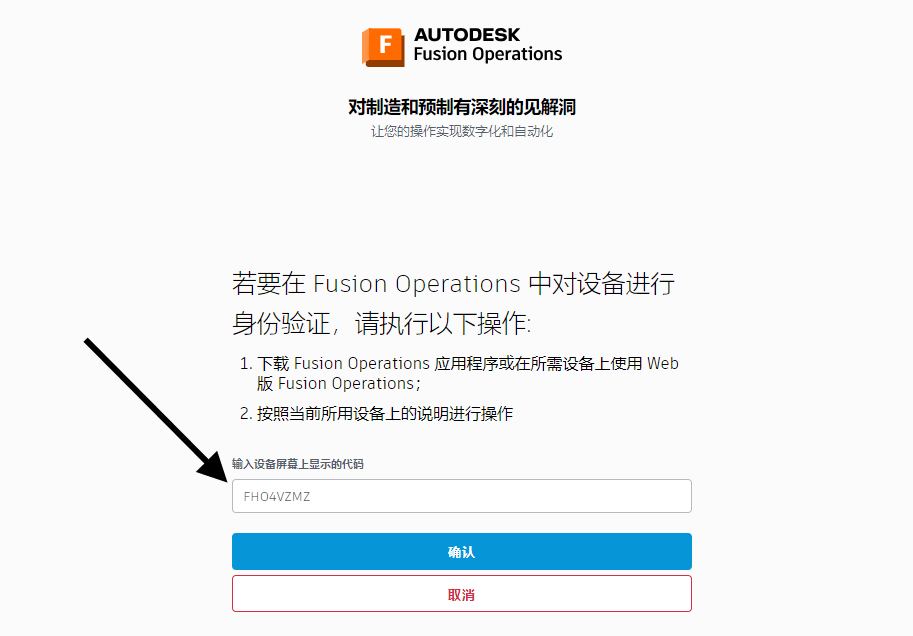 F
AUTODESK
Fusion Operations
对制造和预制有深刻的见解洞
让您的操作实现数字化和自动化
若要在 Fusion Operations 中对设备进行
身份验证，请执行以下操作:
1. 下载 Fusion Operations 应用程序或在所需设备上使用 Web
版 Fusion Operations；
2. 按照当前所用设备上的说明进行操作
输入设备屏幕上显示的代码
FHO4VZMZ
确认
取消